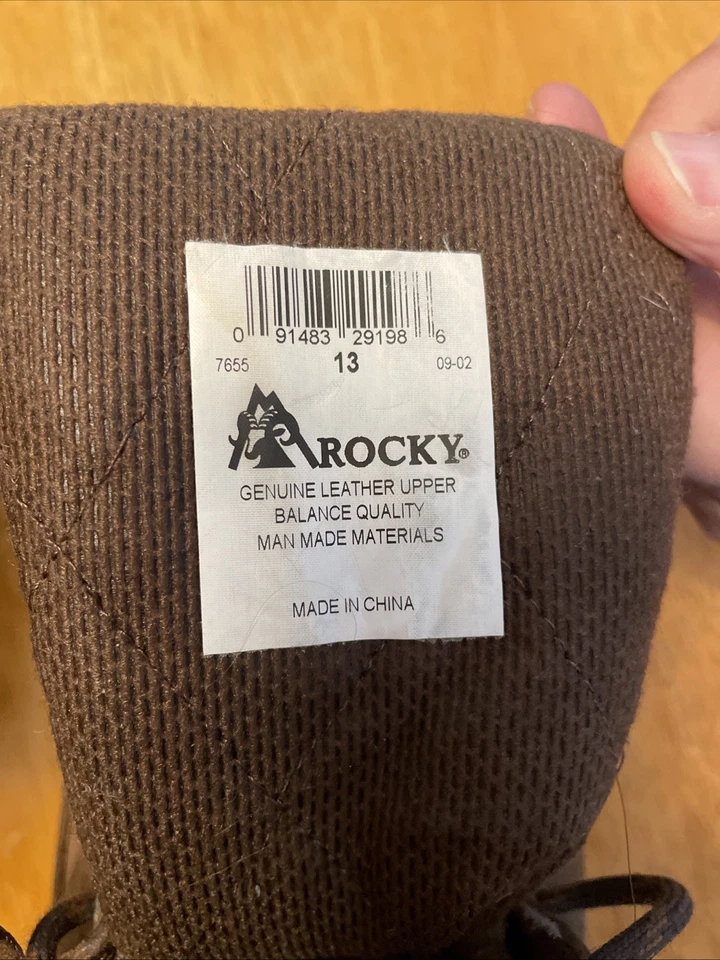 0 91483 29198 6
7655 13 09-02
ROCKY®
GENUINE LEATHER UPPER
BALANCE QUALITY
MAN MADE MATERIALS
MADE IN CHINA